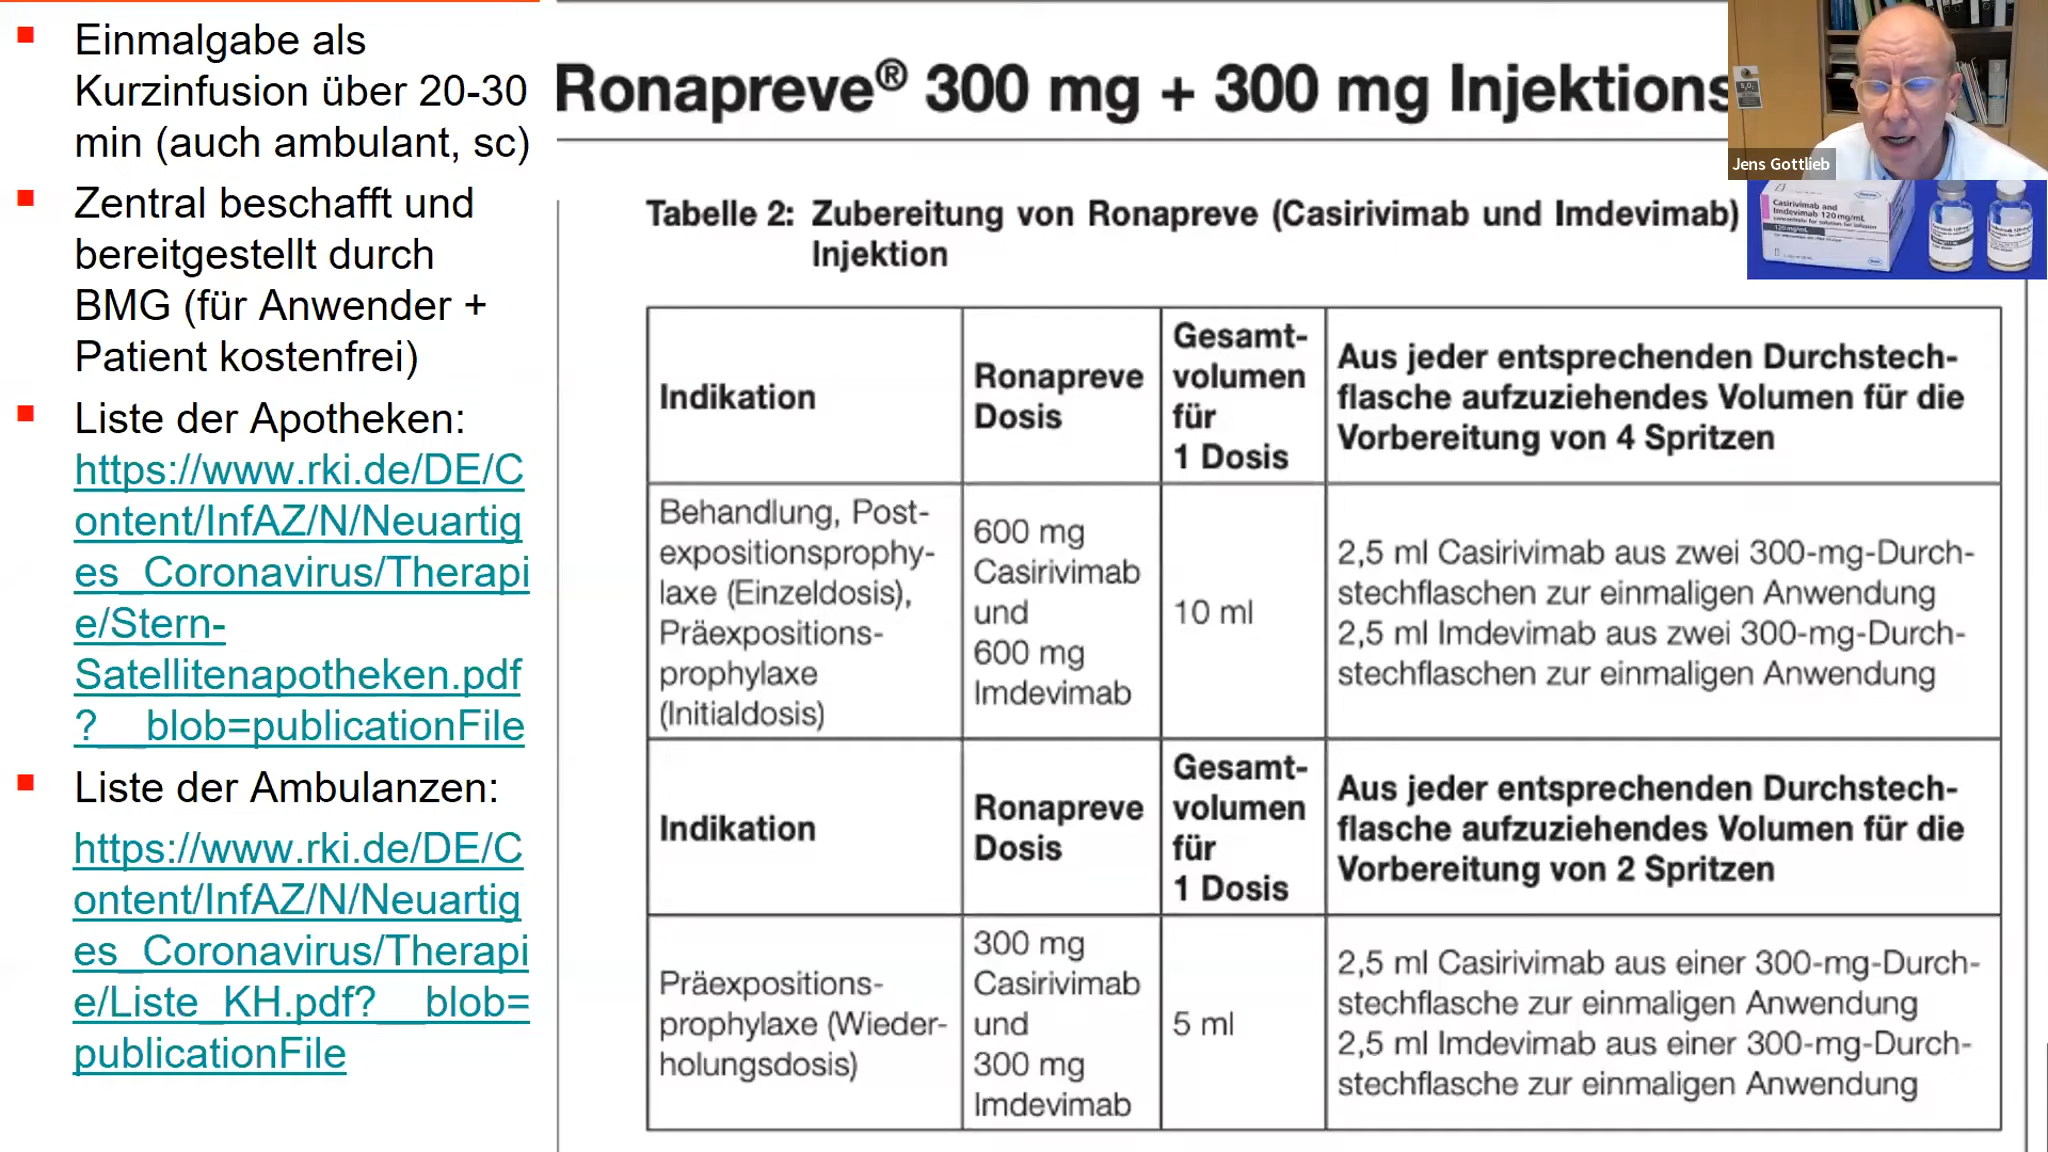 Einmalgabe als
Kurzinfusion über 20-30
min (auch ambulant, sc)
Zentral beschafft und
bereitgestellt durch
BMG (für Anwender +
Patient kostenfrei)
Liste der Apotheken:
https://www.rki.de/DE/C
ontent/InfAZ/N/Neuartig
es_Coronavirus/Therapi
e/Stern-
Satellitenapotheken.pdf
?__blob=publicationFile
Liste der Ambulanzen:
https://www.rki.de/DE/C
ontent/InfAZ/N/Neuartig
es_Coronavirus/Therapi
e/Liste_KH.pdf?__blob=
publicationFile
Ronapreve® 300 mg + 300 mg Injektions
Jens Gottlieb
Casirivimab and
Imdevimab 120 mg/mL
120 mg/mL
Tabelle 2: Zubereitung von Ronapreve (Casirivimab und Imdevimab)
Injektion
Indikation
Ronapreve
Dosis
Gesamt-
volumen
für
1 Dosis
Aus jeder entsprechenden Durchstech-
flasche aufzuziehendes Volumen für die
Vorbereitung von 4 Spritzen
Behandlung, Post-
expositionsprophy-
laxe (Einzeldosis),
Präexpositions-
prophylaxe
(Initialdosis)
600 mg
Casirivimab
und
600 mg
Imdevimab
10 ml
2,5 ml Casirivimab aus zwei 300-mg-Durch-
stechflaschen zur einmaligen Anwendung
2,5 ml Imdevimab aus zwei 300-mg-Durch-
stechflaschen zur einmaligen Anwendung
Indikation
Ronapreve
Dosis
Gesamt-
volumen
für
1 Dosis
Aus jeder entsprechenden Durchstech-
flasche aufzuziehendes Volumen für die
Vorbereitung von 2 Spritzen
Präexpositions-
prophylaxe (Wieder-
holungsdosis)
300 mg
Casirivimab
und
300 mg
Imdevimab
5 ml
2,5 ml Casirivimab aus einer 300-mg-Durch-
stechflasche zur einmaligen Anwendung
2,5 ml Imdevimab aus einer 300-mg-Durch-
stechflasche zur einmaligen Anwendung